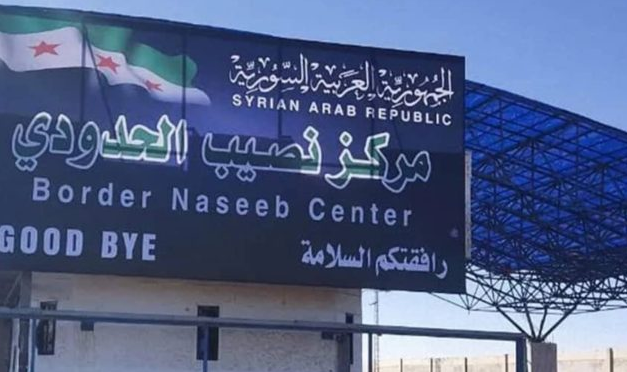 الجمهورية العربية السورية
SYRIAN ARAB REPUBLIC
مركز نصيب الحدودي
Border Naseeb Center
GOOD BYE
رافقتكم السلامة